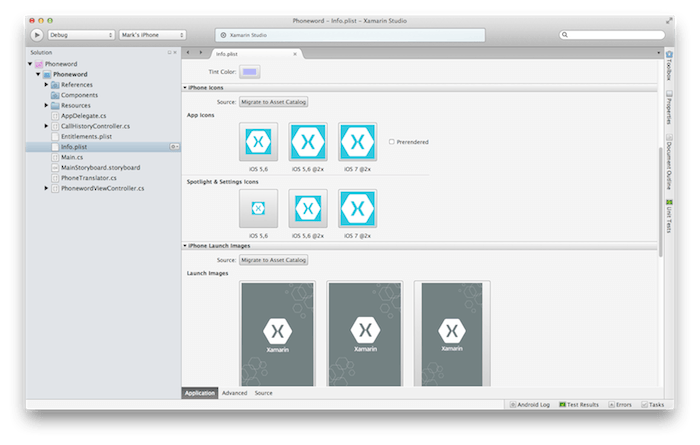 Phoneword – Info.plist – Xamarin Studio
Debug
Mark's iPhone
Xamarin Studio
Solution
Info.plist
Phoneword
Phoneword
References
Components
Resources
AppDelegate.cs
CallHistoryController.cs
Entitlements.plist
Info.plist
Main.cs
MainStoryboard.storyboard
PhoneTranslator.cs
PhonewordViewController.cs
Tint Color:
iPhone Icons
Source: Migrate to Asset Catalog
App Icons
Prerendered
iOS 5,6 iOS 5,6 @2x iOS 7 @2x
Spotlight & Settings Icons
iOS 5,6 iOS 5,6 @2x iOS 7 @2x
iPhone Launch Images
Source: Migrate to Asset Catalog
Launch Images
Xamarin Xamarin Xamarin
Application Advanced Source
Toolbox
Properties
Document Outline
Unit Tests
Android Log Test Results Errors Tasks